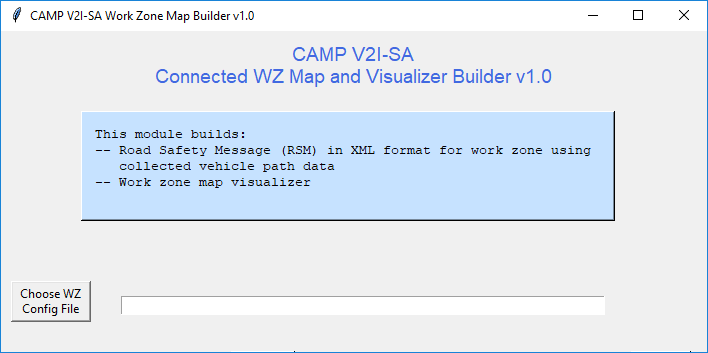 CAMP V2I-SA Work Zone Map Builder v1.0
CAMP V2I-SA
Connected WZ Map and Visualizer Builder v1.0
This module builds:
-- Road Safety Message (RSM) in XML format for work zone using
collected vehicle path data
-- Work zone map visualizer
Choose WZ
Config File